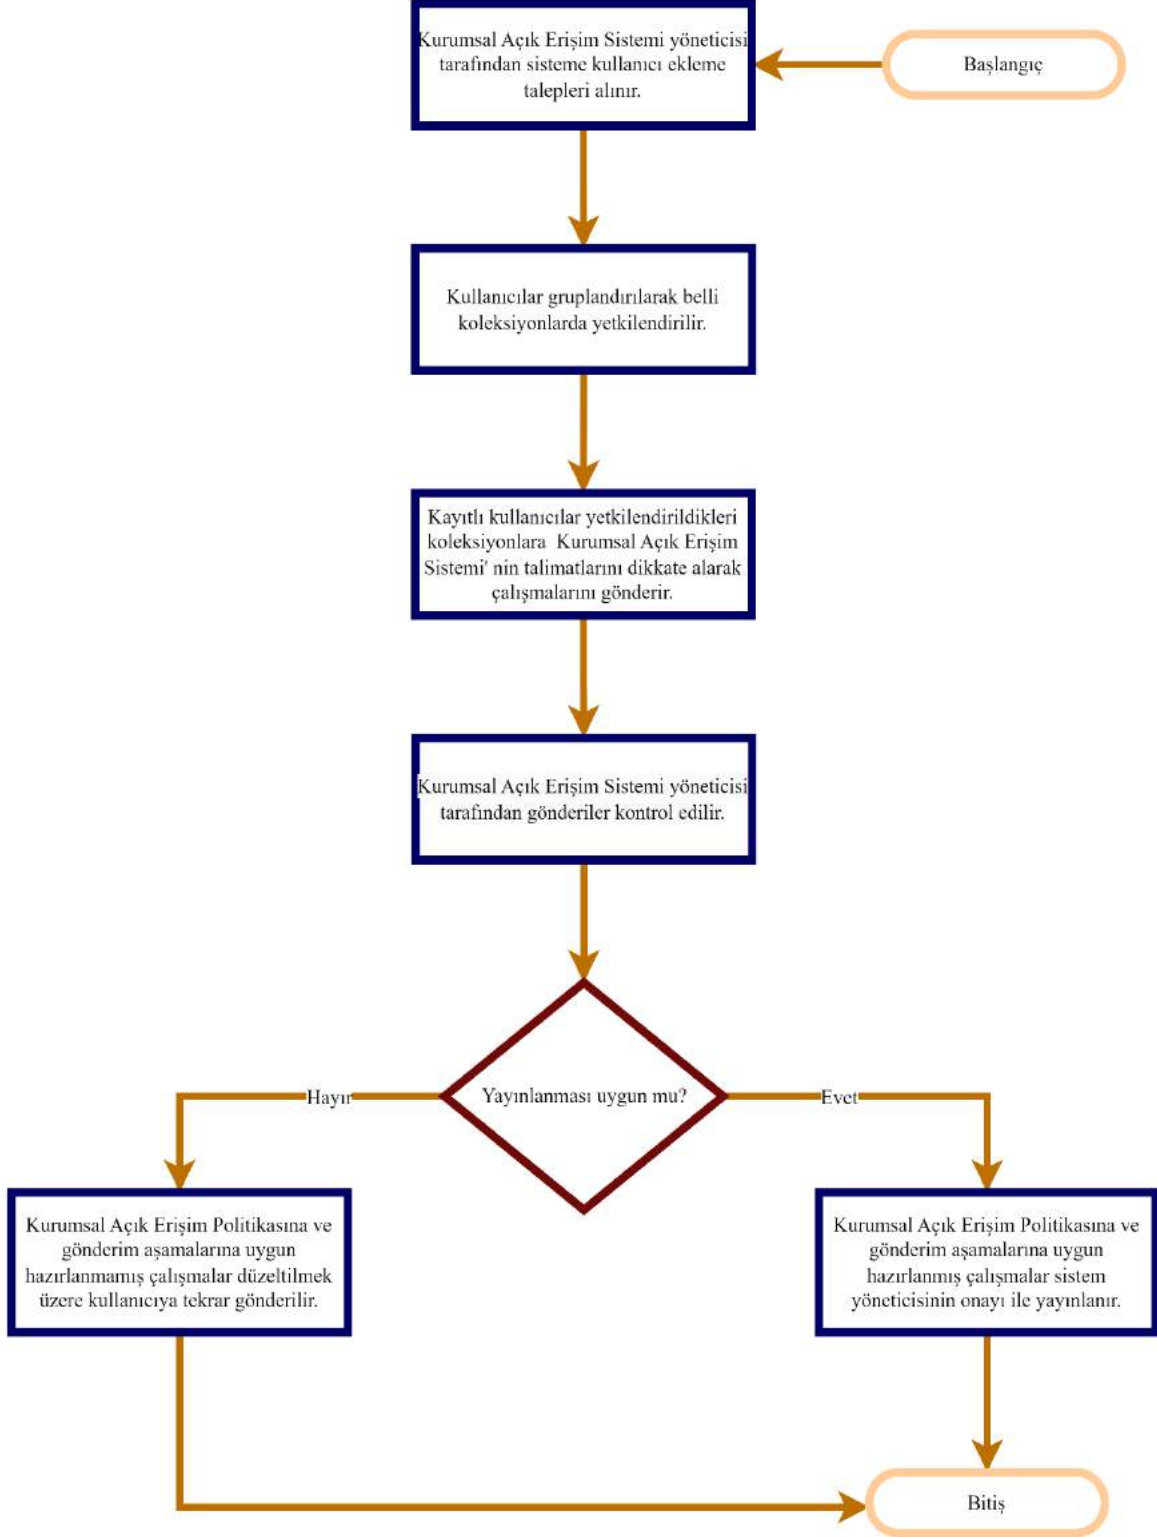 Başlangıç
Kurumsal Açık Erişim Sistemi yöneticisi
tarafından sisteme kullanıcı ekleme
talepleri alınır.
Kullanıcılar gruplandırılarak belli
koleksiyonlarda yetkilendirilir.
Kayıtlı kullanıcılar yetkilendirildikleri
koleksiyonlara Kurumsal Açık Erişim
Sistemi' nin talimatlarını dikkate alarak
çalışmalarını gönderir.
Kurumsal Açık Erişim Sistemi yöneticisi
tarafından gönderiler kontrol edilir.
Yayınlanması uygun mu?
Hayır
Evet
Kurumsal Açık Erişim Politikasına ve
gönderim aşamalarına uygun
hazırlanmamış çalışmalar düzeltilmek
üzere kullanıcıya tekrar gönderilir.
Kurumsal Açık Erişim Politikasına ve
gönderim aşamalarına uygun
hazırlanmış çalışmalar sistem
yöneticisinin onayı ile yayınlanır.
Bitiş